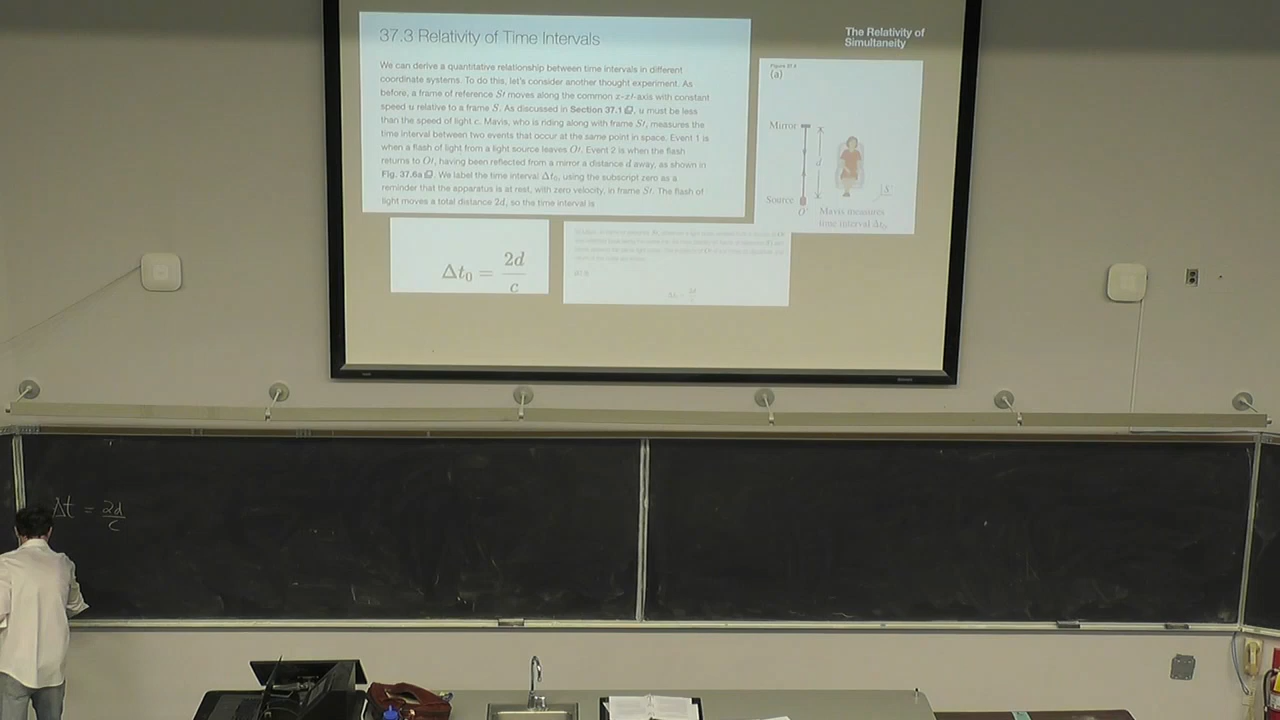 37.3 Relativity of Time Intervals
We can derive a quantitative relationship between time intervals in different
coordinate systems. To do this, let's consider another thought experiment. As
before, a frame of reference S′ moves along the common x-x′-axis with constant
speed u relative to a frame S. As discussed in Section 37.1, u must be less
than the speed of light c. Mavis, who is riding along with frame S′, measures the
time interval between two events that occur at the same point in space. Event 1 is
when a flash of light from a light source leaves O′. Event 2 is when the flash
returns to O′, having been reflected from a mirror a distance d away, as shown in
Fig. 37.6a. We label the time interval Δt₀, using the subscript zero as a
reminder that the apparatus is at rest, with zero velocity, in frame S′. The flash of
light moves a total distance 2d, so the time interval is
Δt₀ = 2d/c
The Relativity of
Simultaneity
(a)
Mirror
d
S′
Source
O′
Mavis measures
time interval Δt₀.
Δt = 2d/c